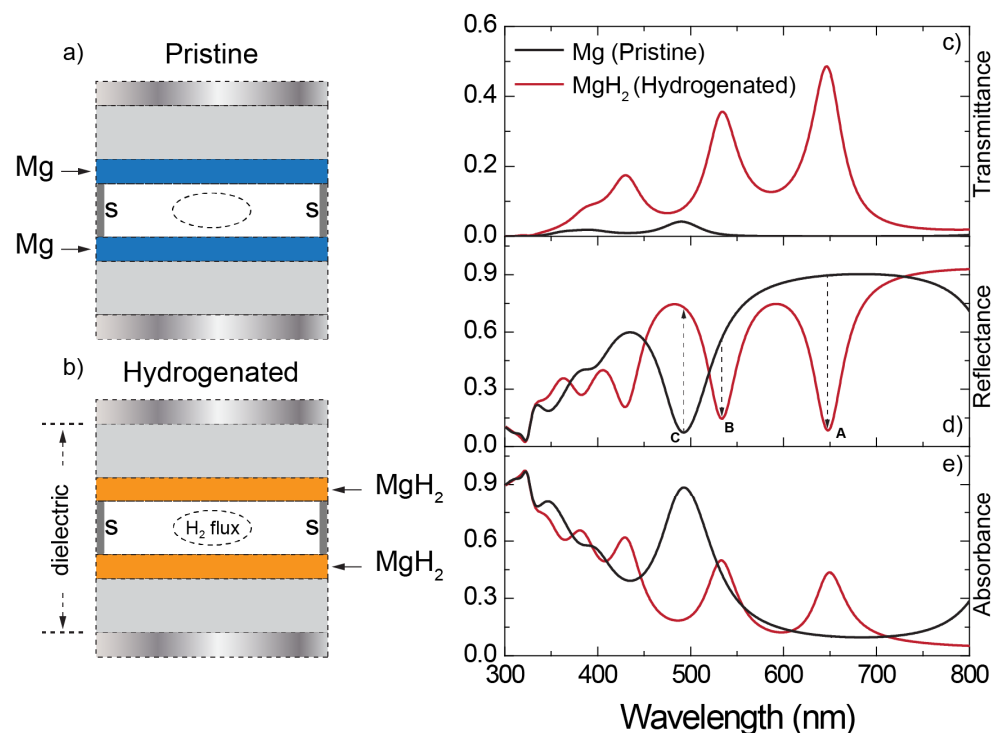 a)
Pristine
Mg
S S
Mg
b)
Hydrogenated
dielectric
MgH₂
S H₂ flux S
MgH₂
c)
Mg (Pristine)
MgH₂ (Hydrogenated)
0.6
0.4
0.2
0.0
Transmittance
0.9
0.6
0.3
0.0
C
B
A
d)
Reflectance
e)
0.9
0.6
0.3
0.0
Absorbance
300 400 500 600 700 800
Wavelength (nm)